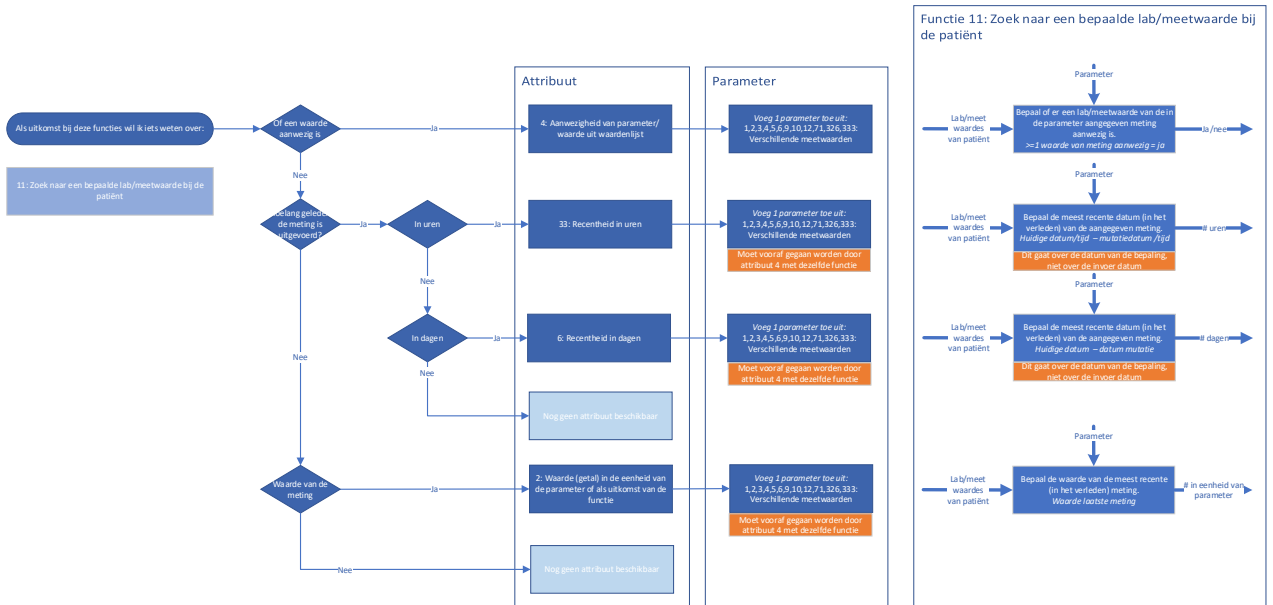 Functie 11: Zoek naar een bepaalde lab/meetwaarde bij
de patiënt
Attribuut
Parameter
Als uitkomst bij deze functies wil ik iets weten over:
11: Zoek naar een bepaalde lab/meetwaarde bij de
patiënt
Of een waarde
aanwezig is
Ja
Nee
4: Aanwezigheid van parameter/
waarde uit waardenlijst
Voeg 1 parameter toe uit:
1,2,3,4,5,6,9,10,12,71,326,333:
Verschillende meetwaarden
Parameter
Lab/meet
waardes
van patiënt
Bepaal of er een lab/meetwaarde van de in
de parameter aangegeven meting
aanwezig is.
>=1 waarde van meting aanwezig = ja
Ja/nee
geleden
de meting is
uitgevoerd?
Ja
Nee
In uren
Ja
Nee
33: Recentheid in uren
Voeg 1 parameter toe uit:
1,2,3,4,5,6,9,10,12,71,326,333:
Verschillende meetwaarden
Moet vooraf gegaan worden door
attribuut 4 met dezelfde functie
Parameter
Lab/meet
waardes
van patiënt
Bepaal de meest recente datum (in het
verleden) van de aangegeven meting.
Huidige datum/tijd – mutatiedatum /tijd
Dit gaat over de datum van de bepaling,
niet over de invoer datum
# uren
In dagen
Ja
Nee
6: Recentheid in dagen
Voeg 1 parameter toe uit:
1,2,3,4,5,6,9,10,12,71,326,333:
Verschillende meetwaarden
Moet vooraf gegaan worden door
attribuut 4 met dezelfde functie
Parameter
Lab/meet
waardes
van patiënt
Bepaal de meest recente datum (in het
verleden) van de aangegeven meting.
Huidige datum – datum mutatie
Dit gaat over de datum van de bepaling,
niet over de invoer datum
# dagen
Nog geen attribuut beschikbaar
Waarde van de
meting
Ja
Nee
2: Waarde (getal) in de eenheid van
de parameter of als uitkomst van de
functie
Voeg 1 parameter toe uit:
1,2,3,4,5,6,9,10,12,71,326,333:
Verschillende meetwaarden
Moet vooraf gegaan worden door
attribuut 4 met dezelfde functie
Parameter
Lab/meet
waardes
van patiënt
Bepaal de waarde van de meest recente
(in het verleden) meting.
Waarde laatste meting
# in eenheid van
parameter
Nog geen attribuut beschikbaar